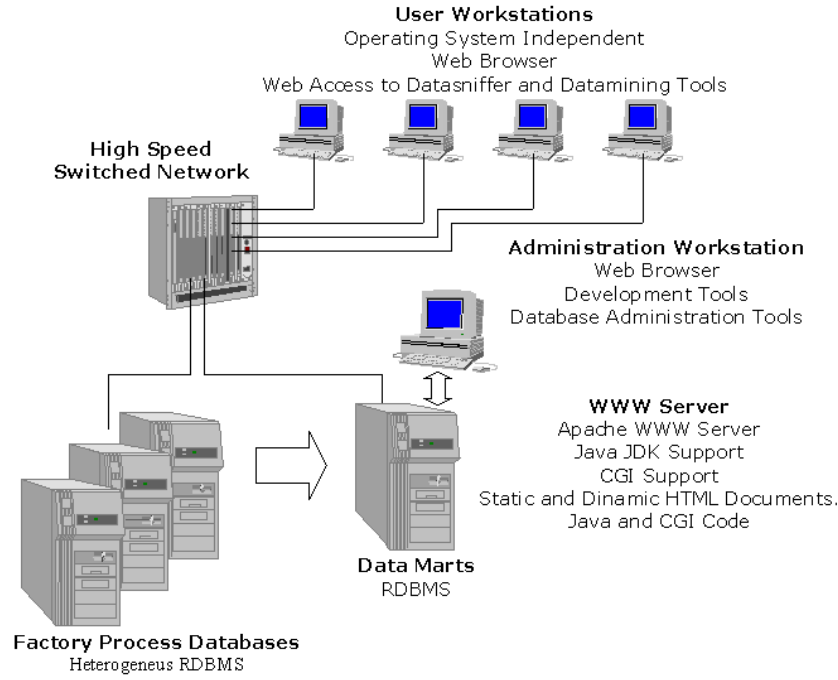 User Workstations
Operating System Independent
Web Browser
Web Access to Datasniffer and Datamining Tools
High Speed
Switched Network
Administration Workstation
Web Browser
Development Tools
Database Administration Tools
WWW Server
Apache WWW Server
Java JDK Support
CGI Support
Static and Dinamic HTML Documents.
Java and CGI Code
Data Marts
RDBMS
Factory Process Databases
Heterogeneus RDBMS